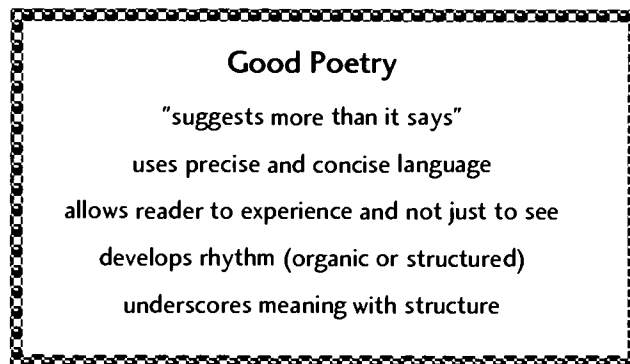 Good Poetry
"suggests more than it says"
uses precise and concise language
allows reader to experience and not just to see
develops rhythm (organic or structured)
underscores meaning with structure